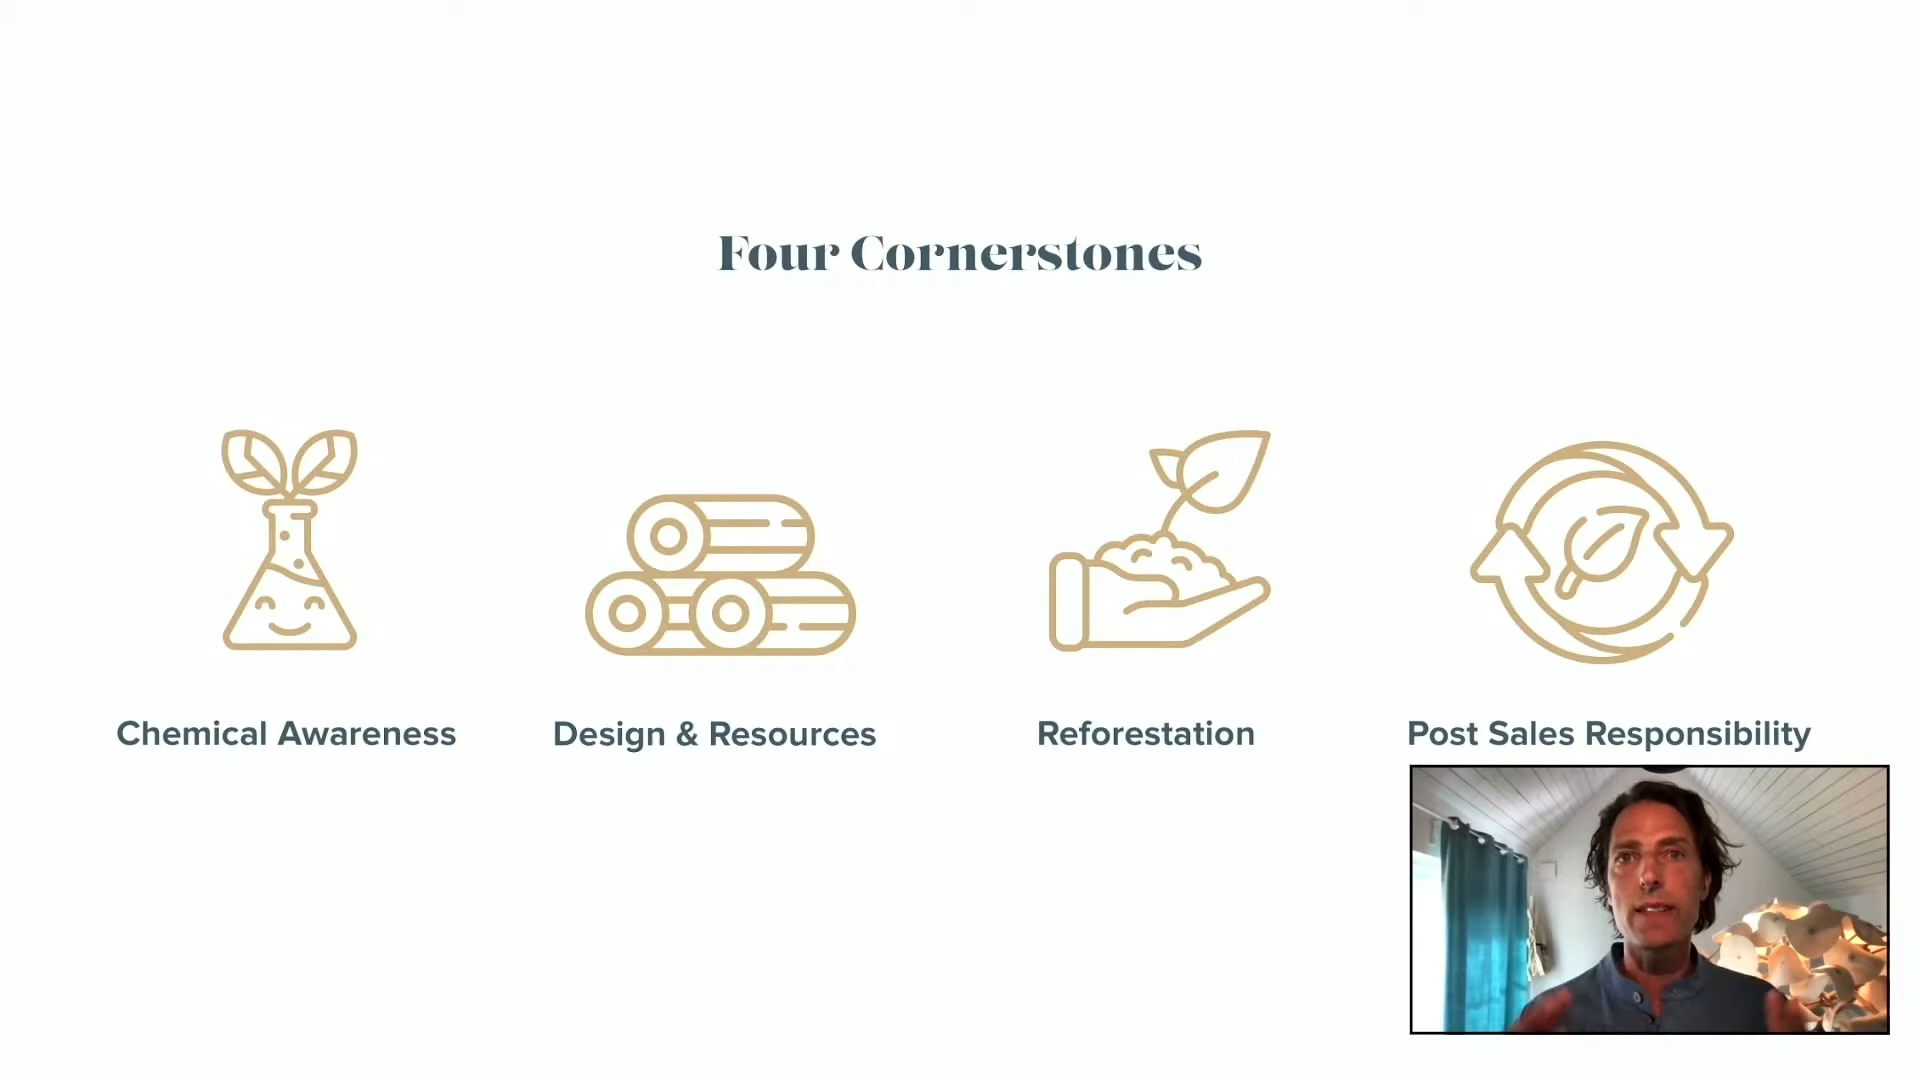 Four Cornerstones
Chemical Awareness
Design & Resources
Reforestation
Post Sales Responsibility